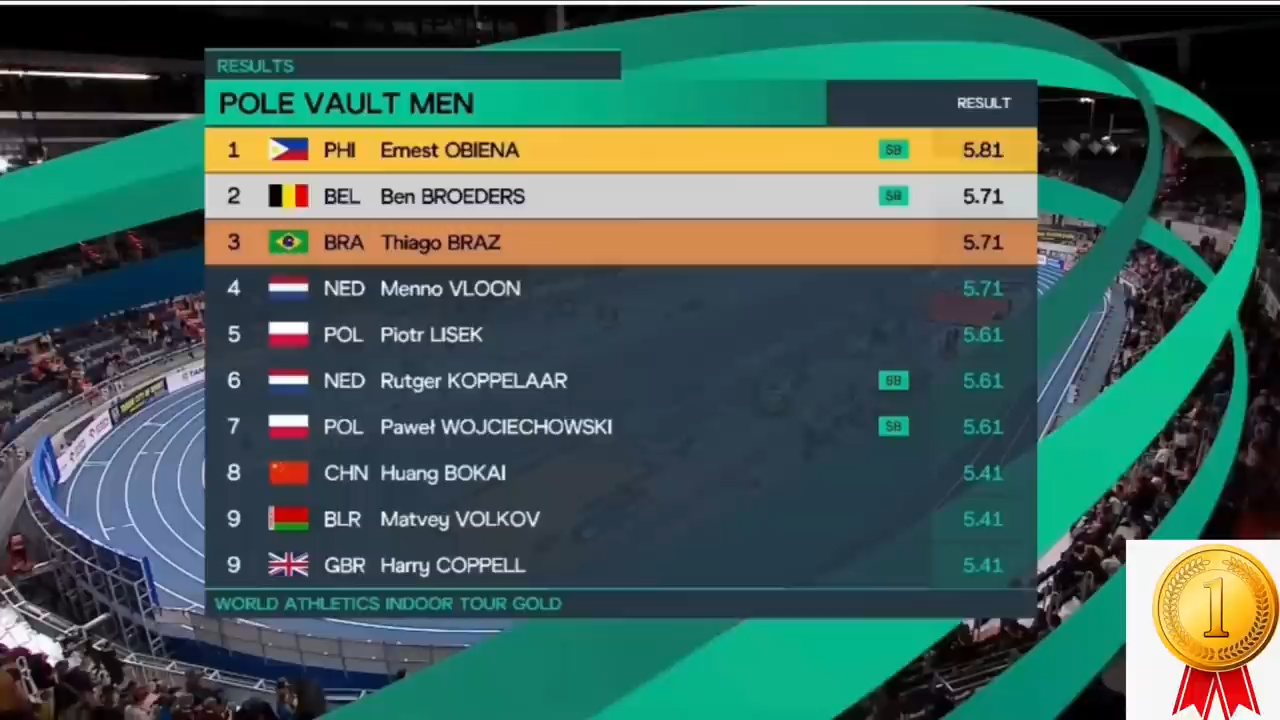 RESULTS
POLE VAULT MEN RESULT
1 PHI Ernest OBIENA SB 5.81
2 BEL Ben BROEDERS SB 5.71
3 BRA Thiago BRAZ 5.71
4 NED Menno VLOON 5.71
5 POL Piotr LISEK 5.61
6 NED Rutger KOPPELAAR SB 5.61
7 POL Paweł WOJCIECHOWSKI SB 5.61
8 CHN Huang BOKAI 5.41
9 BLR Matvey VOLKOV 5.41
9 GBR Harry COPPELL 5.41
WORLD ATHLETICS INDOOR TOUR GOLD
1